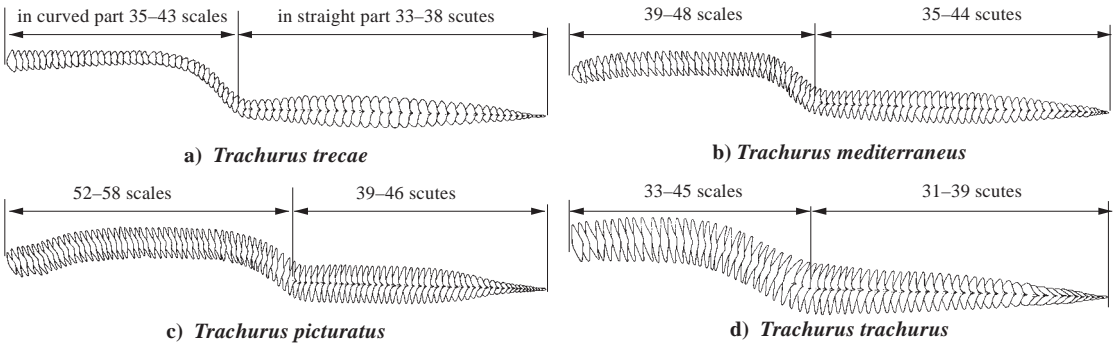 in curved part 35–43 scales
in straight part 33–38 scutes
a) Trachurus trecae
39–48 scales
35–44 scutes
b) Trachurus mediterraneus
52–58 scales
39–46 scutes
c) Trachurus picturatus
33–45 scales
31–39 scutes
d) Trachurus trachurus